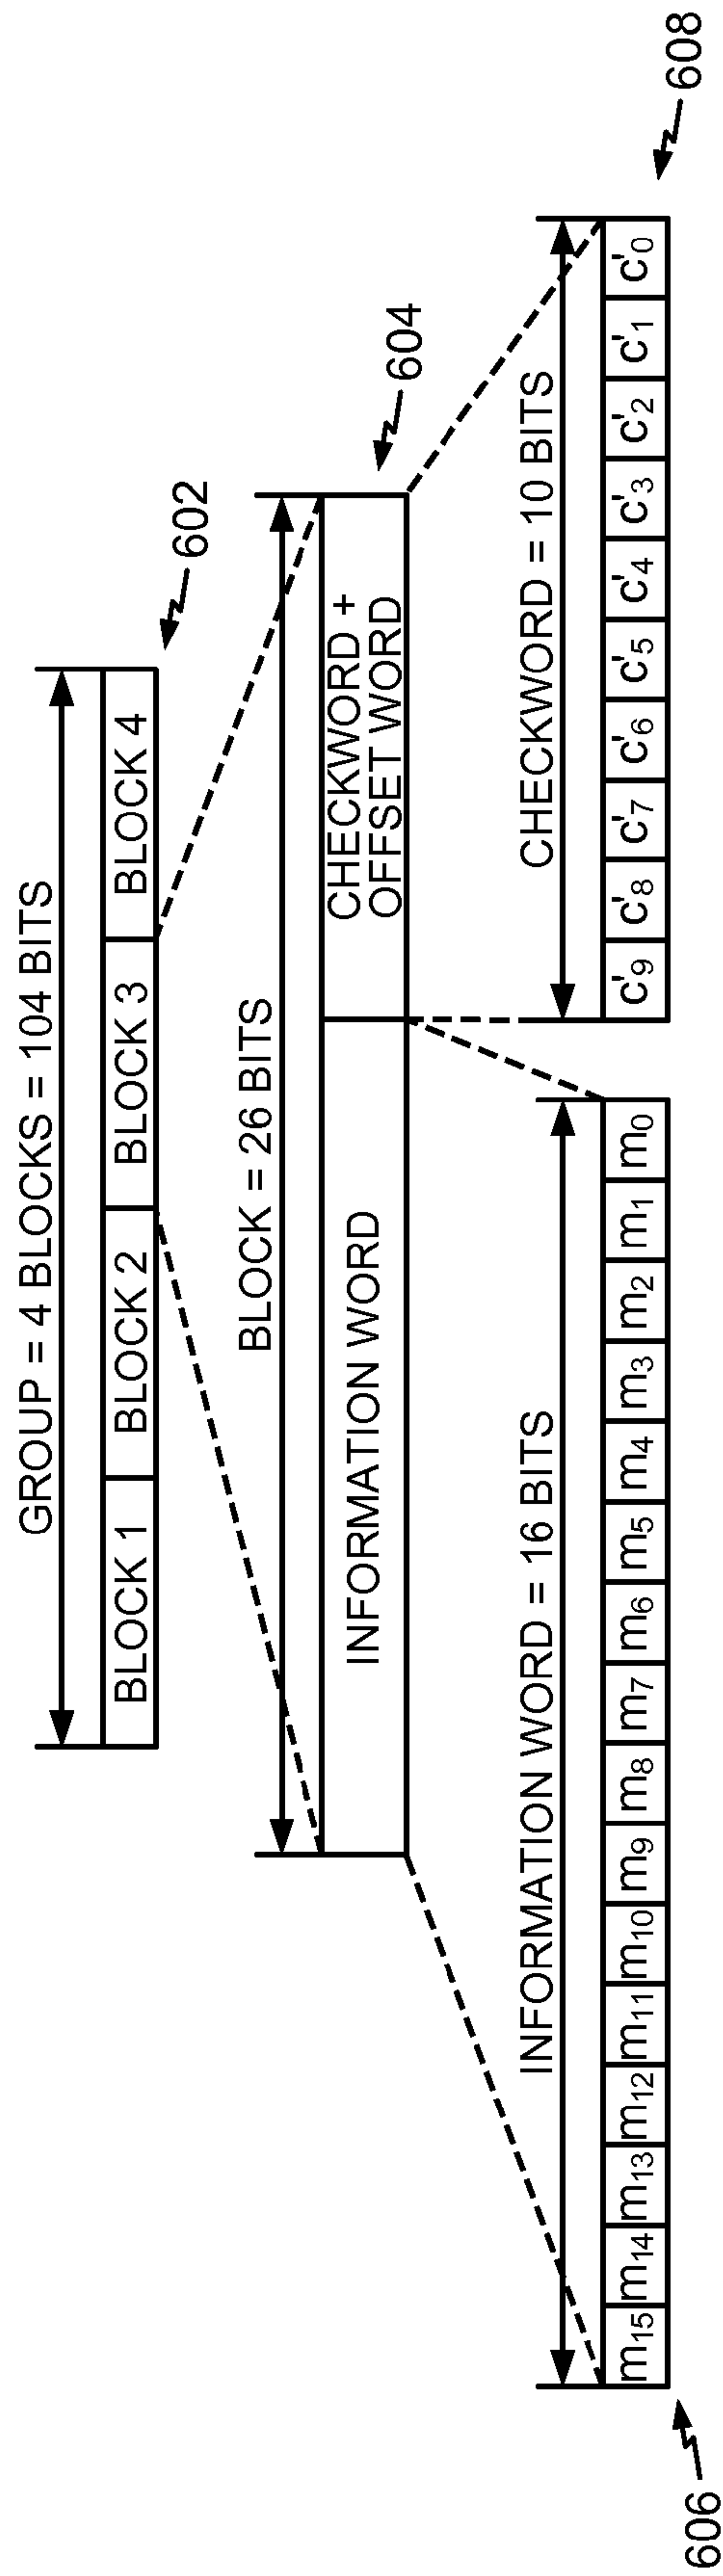 GROUP = 4 BLOCKS = 104 BITS
BLOCK 1 BLOCK 2 BLOCK 3 BLOCK 4
602
BLOCK = 26 BITS
INFORMATION WORD
CHECKWORD +
OFFSET WORD
604
INFORMATION WORD = 16 BITS
CHECKWORD = 10 BITS
m15 m14 m13 m12 m11 m10 m9 m8 m7 m6 m5 m4 m3 m2 m1 m0
c'9 c'8 c'7 c'6 c'5 c'4 c'3 c'2 c'1 c'0
606
608